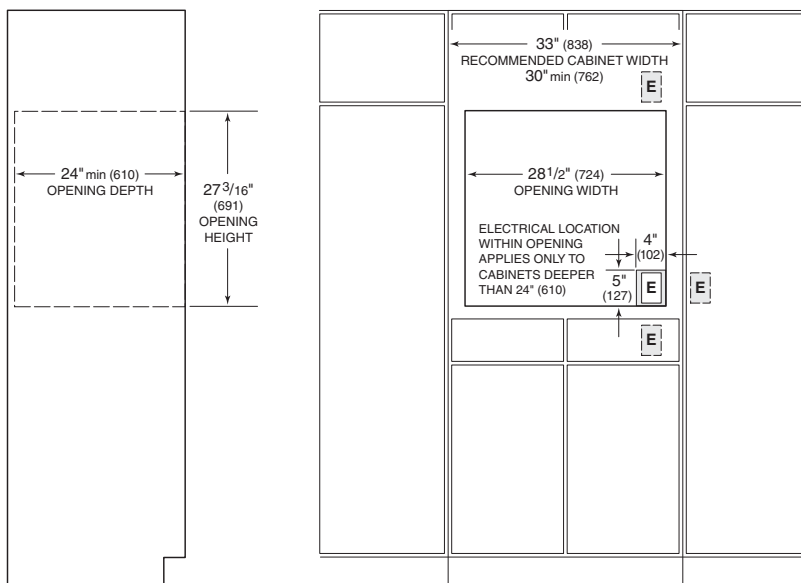 24" min (610)
OPENING DEPTH
27 3/16"
(691)
OPENING
HEIGHT
33" (838)
RECOMMENDED CABINET WIDTH
30" min (762)
E
28 1/2" (724)
OPENING WIDTH
ELECTRICAL LOCATION
WITHIN OPENING
APPLIES ONLY TO
CABINETS DEEPER
THAN 24" (610)
4"
(102)
5"
(127)
E
E
E